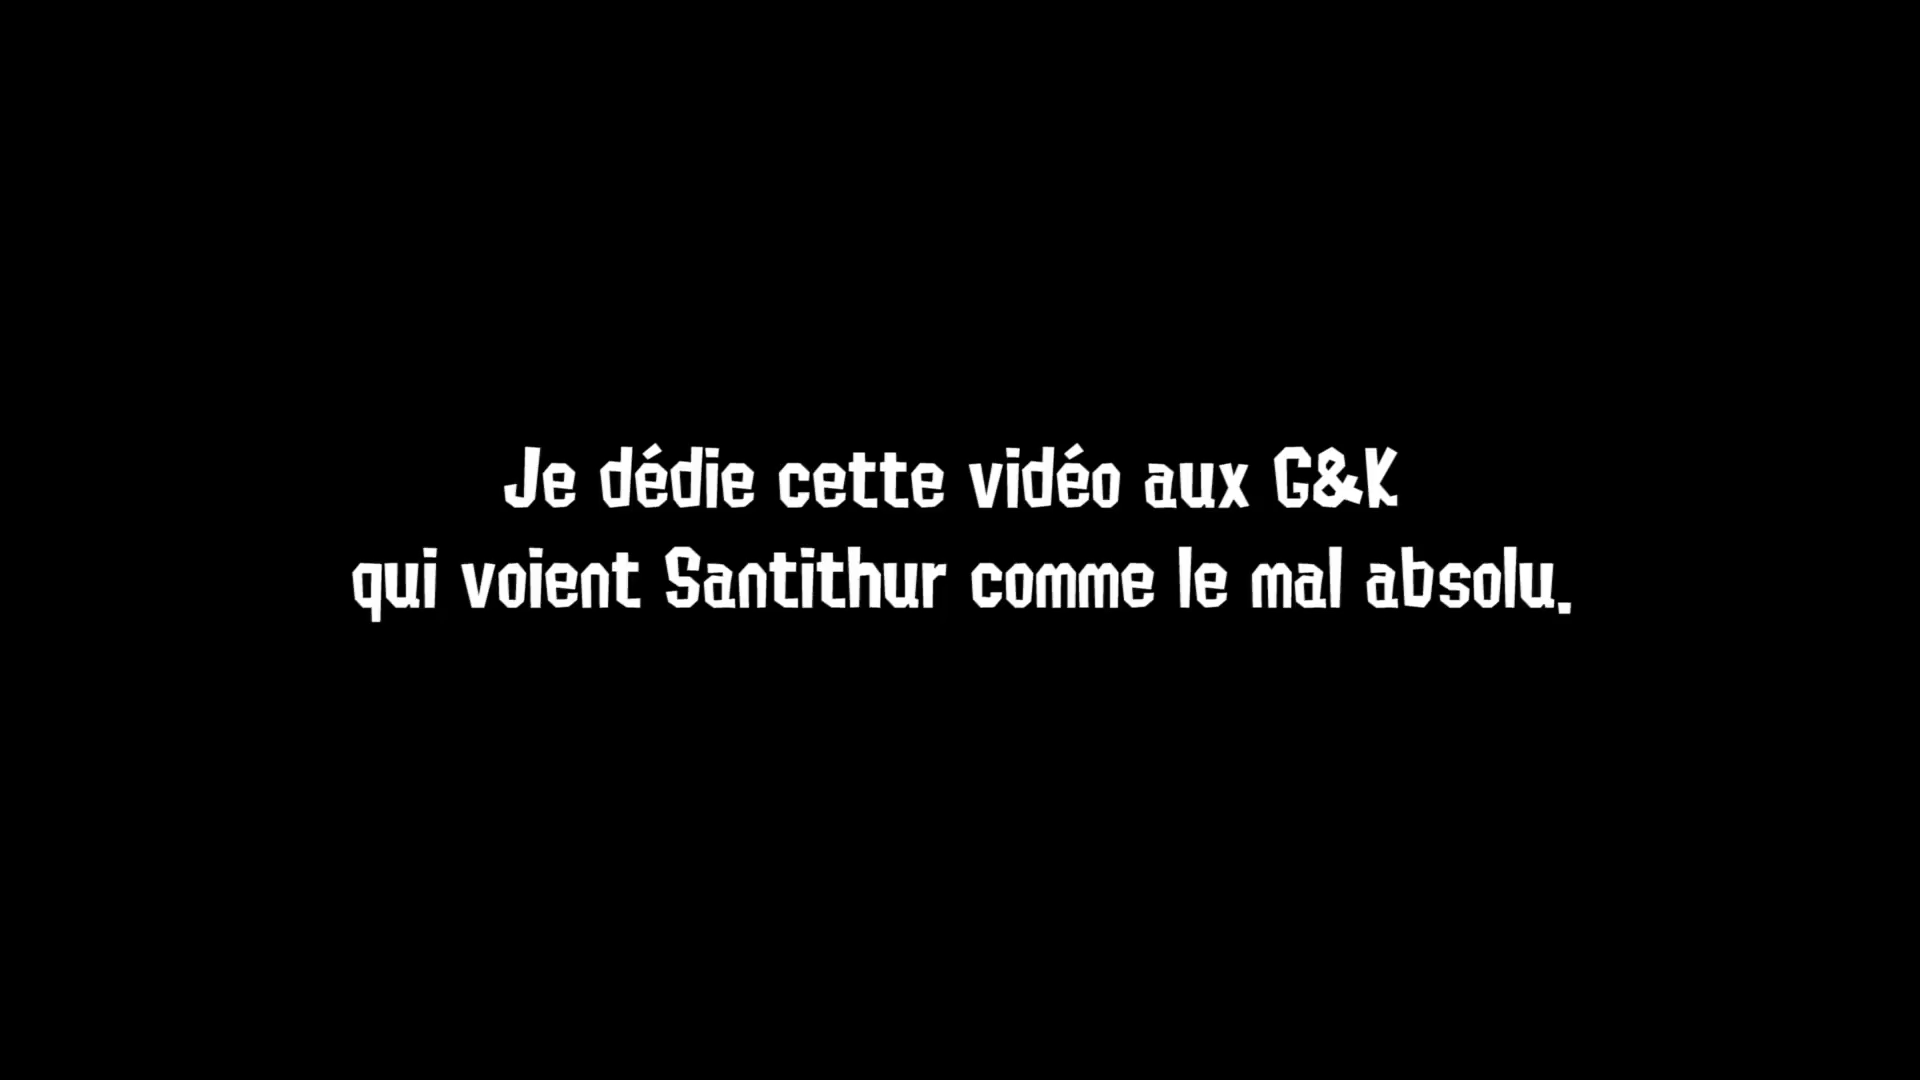 Je dédie cette vidéo aux G&K
qui voient Santithur comme le mal absolu.